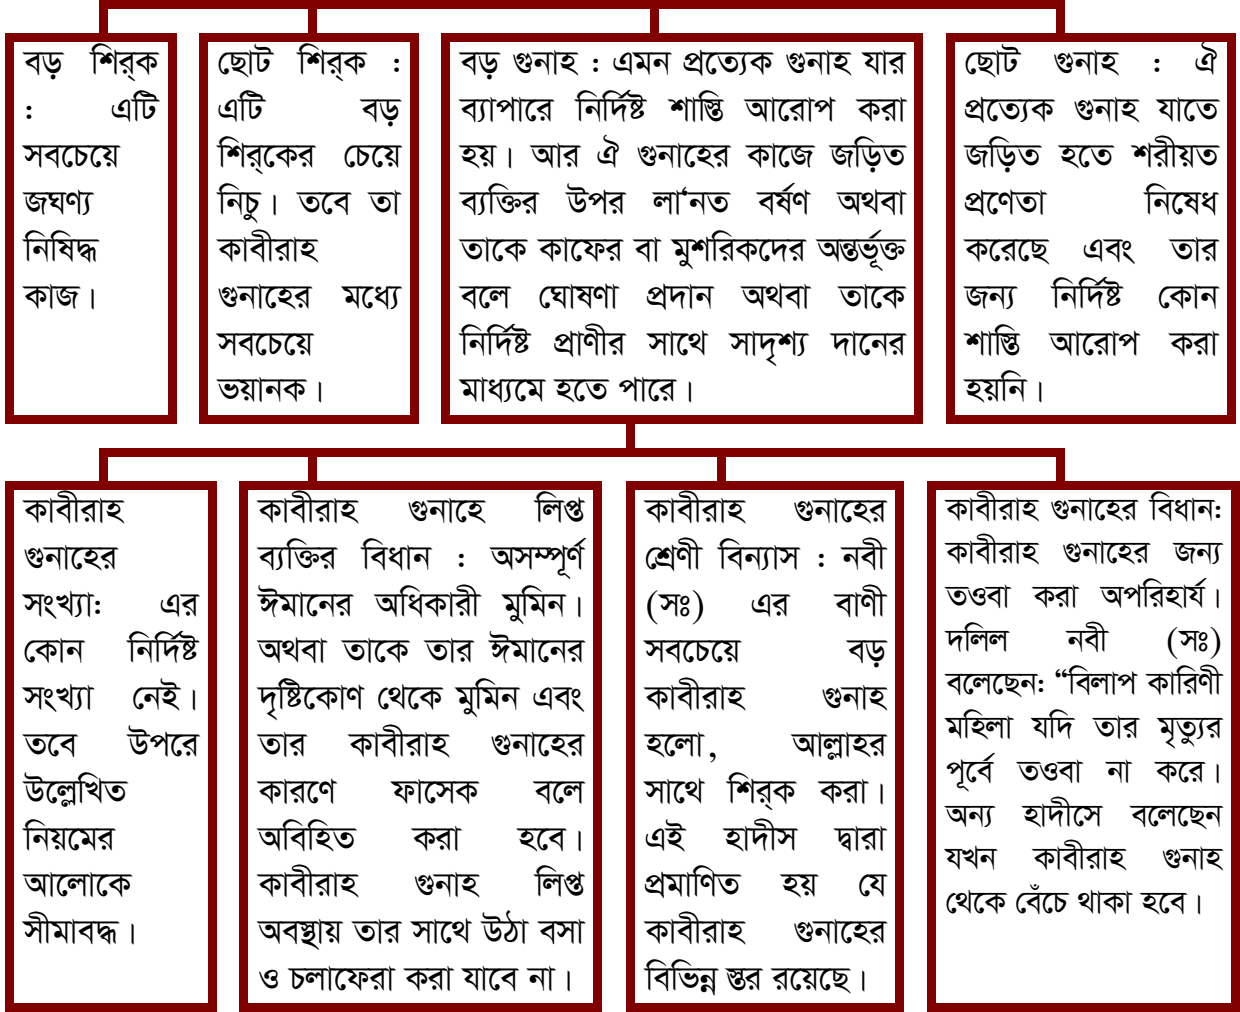 বড় শির্‌ক
: এটি
সবচেয়ে
জঘণ্য
নিষিদ্ধ
কাজ।
ছোট শির্‌ক :
এটি বড়
শির্‌কের চেয়ে
নিচু। তবে তা
কাবীরাহ
গুনাহের মধ্যে
সবচেয়ে
ভয়ানক।
বড় গুনাহ : এমন প্রত্যেক গুনাহ যার
ব্যাপারে নির্দিষ্ট শাস্তি আরোপ করা
হয়। আর ঐ গুনাহের কাজে জড়িত
ব্যক্তির উপর লা‘নত বর্ষণ অথবা
তাকে কাফের বা মুশরিকদের অন্তর্ভূক্ত
বলে ঘোষণা প্রদান অথবা তাকে
নির্দিষ্ট প্রাণীর সাথে সাদৃশ্য দানের
মাধ্যমে হতে পারে।
ছোট গুনাহ : ঐ
প্রত্যেক গুনাহ যাতে
জড়িত হতে শরীয়ত
প্রণেতা নিষেধ
করেছে এবং তার
জন্য নির্দিষ্ট কোন
শাস্তি আরোপ করা
হয়নি।
কাবীরাহ
গুনাহের
সংখ্যা: এর
কোন নির্দিষ্ট
সংখ্যা নেই।
তবে উপরে
উল্লেখিত
নিয়মের
আলোকে
সীমাবদ্ধ।
কাবীরাহ গুনাহে লিপ্ত
ব্যক্তির বিধান : অসম্পূর্ণ
ঈমানের অধিকারী মুমিন।
অথবা তাকে তার ঈমানের
দৃষ্টিকোণ থেকে মুমিন এবং
তার কাবীরাহ গুনাহের
কারণে ফাসেক বলে
অবিহিত করা হবে।
কাবীরাহ গুনাহ লিপ্ত
অবস্থায় তার সাথে উঠা বসা
ও চলাফেরা করা যাবে না।
কাবীরাহ গুনাহের
শ্রেণী বিন্যাস : নবী
(সঃ) এর বাণী
সবচেয়ে বড়
কাবীরাহ গুনাহ
হলো, আল্লাহর
সাথে শির্‌ক করা।
এই হাদীস দ্বারা
প্রমাণিত হয় যে
কাবীরাহ গুনাহের
বিভিন্ন স্তর রয়েছে।
কাবীরাহ গুনাহের বিধান:
কাবীরাহ গুনাহের জন্য
তওবা করা অপরিহার্য।
দলিল নবী (সঃ)
বলেছেন: “বিলাপ কারিণী
মহিলা যদি তার মৃত্যুর
পূর্বে তওবা না করে।
অন্য হাদীসে বলেছেন
যখন কাবীরাহ গুনাহ
থেকে বেঁচে থাকা হবে।